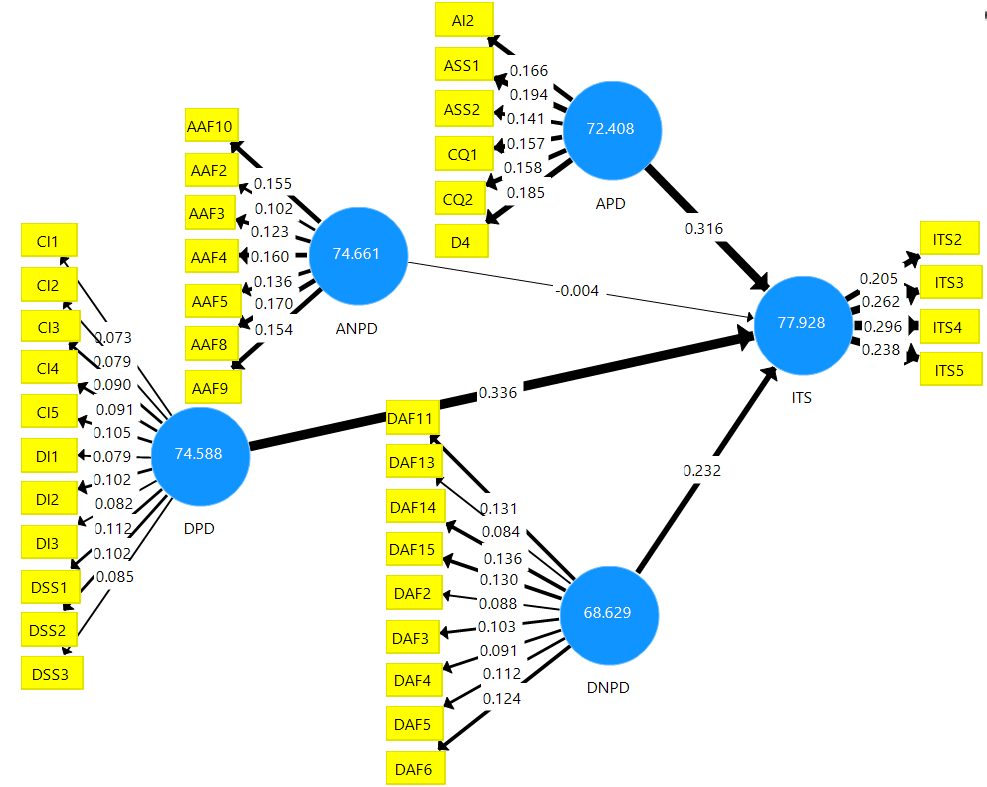 AI2
ASS1
ASS2
CQ1
CQ2
D4
0.166
0.194
0.141
0.157
0.158
0.185
72.408
APD
0.316
AAF10
AAF2
AAF3
AAF4
AAF5
AAF8
AAF9
0.155
0.102
0.123
0.160
0.136
0.170
0.154
74.661
ANPD
-0.004
ITS2
ITS3
ITS4
ITS5
0.205
0.262
0.296
0.238
77.928
ITS
CI1
CI2
CI3
CI4
CI5
DI1
DI2
DI3
DSS1
DSS2
DSS3
0.073
0.079
0.090
0.091
0.105
0.079
0.102
0.082
0.112
0.102
0.085
74.588
DPD
0.336
DAF11
DAF13
DAF14
DAF15
DAF2
DAF3
DAF4
DAF5
DAF6
0.131
0.084
0.136
0.130
0.088
0.103
0.091
0.112
0.124
68.629
DNPD
0.232